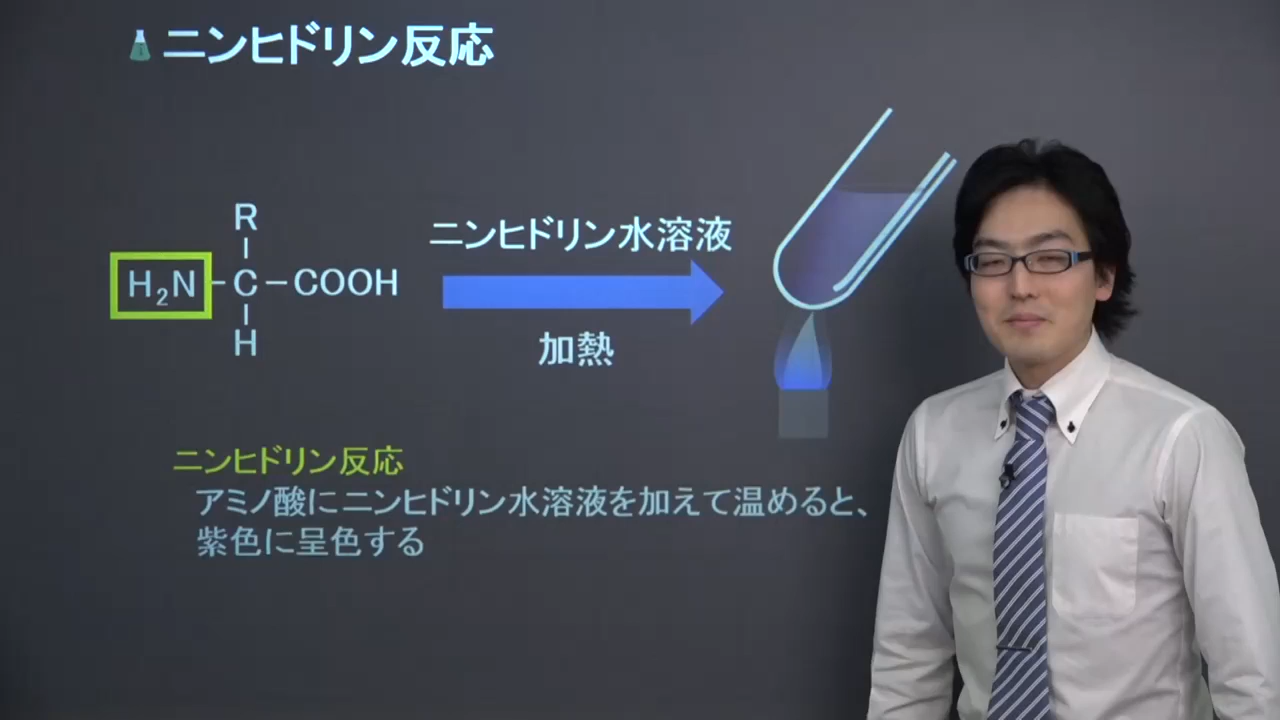 ニンヒドリン反応
R
H₂N－C－COOH
H
ニンヒドリン水溶液
加熱
ニンヒドリン反応
アミノ酸にニンヒドリン水溶液を加えて温めると、
紫色に呈色する